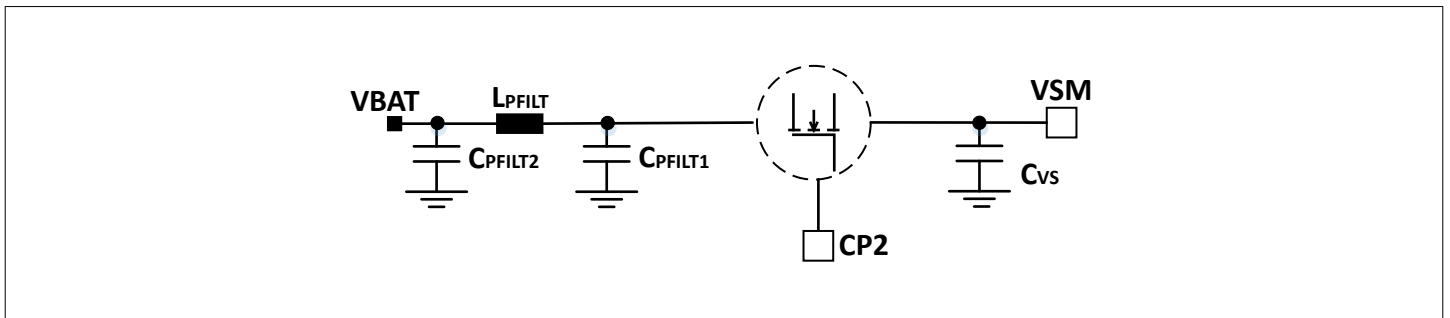 VBAT
LPFILT
VSM
CPFILT2
CPFILT1
CVS
CP2